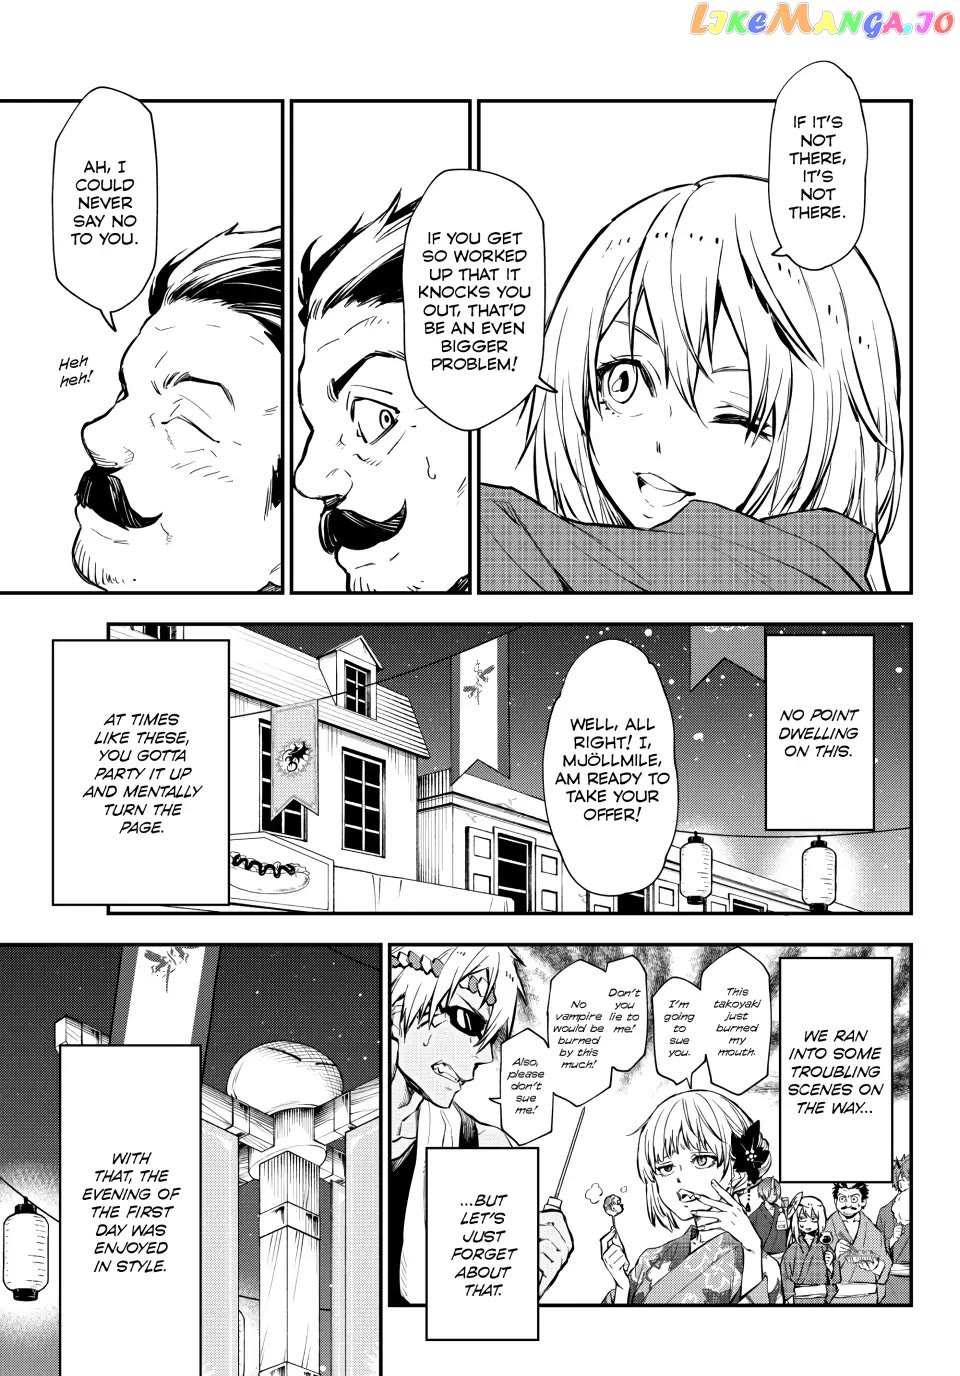 LIKEMANGA.IO
IF IT'S
NOT
THERE,
IT'S
NOT
THERE.
IF YOU GET
SO WORKED
UP THAT IT
KNOCKS YOU
OUT, THAT'D
BE AN EVEN
BIGGER
PROBLEM!
AH, I
COULD
NEVER
SAY NO
TO YOU.
Heh
heh!
NO POINT
DWELLING
ON THIS.
WELL, ALL
RIGHT! I,
MJÖLLMILE,
AM READY TO
TAKE YOUR
OFFER!
AT TIMES
LIKE THESE,
YOU GOTTA
PARTY IT UP
AND MENTALLY
TURN THE
PAGE.
WE RAN
INTO SOME
TROUBLING
SCENES ON
THE WAY...
This
takoyaki
just
burned
my
mouth.
I'm
going
to
sue
you.
Don't
you
lie to
me!
No
vampire
would be
burned
by this
much!
Also,
please
don't
sue
me!
...BUT
LET'S
JUST
FORGET
ABOUT
THAT.
WITH
THAT, THE
EVENING OF
THE FIRST
DAY WAS
ENJOYED
IN STYLE.